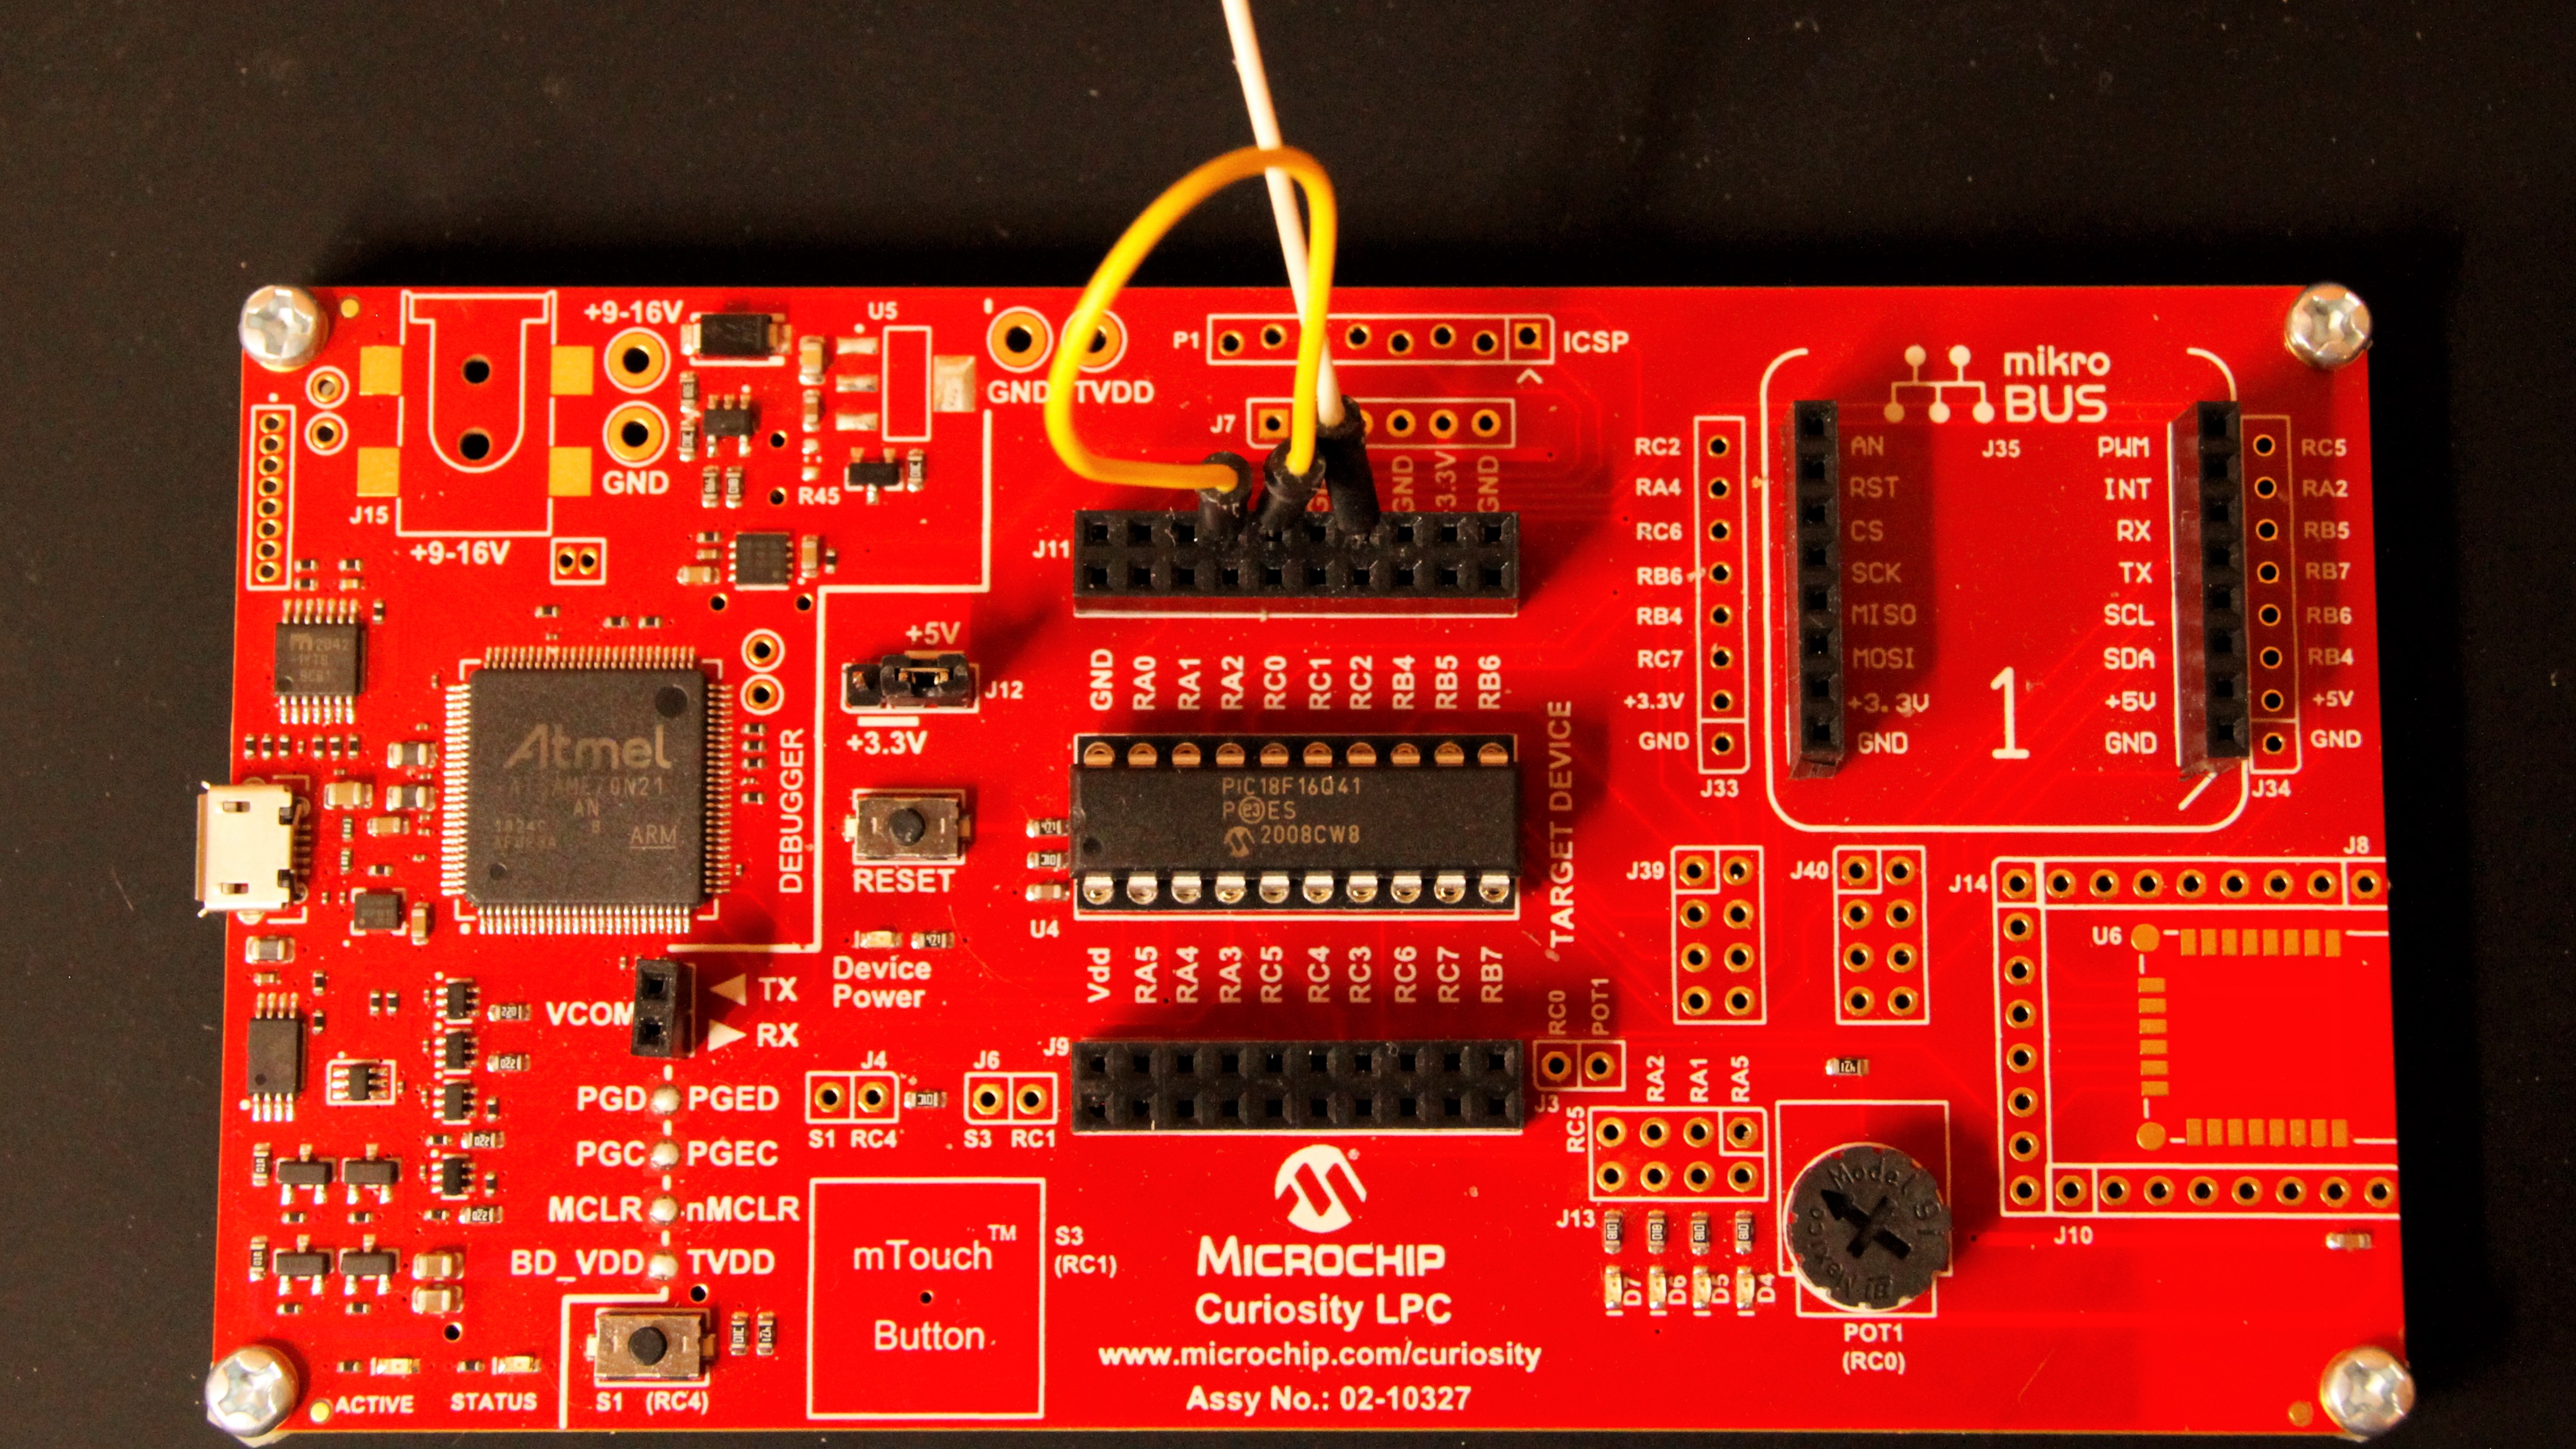 +9-16V
U5
GND
TVDD
P1
ICSP
J7
GND
3.3V
GND
GND
J15
+9-16V
R45
J11
mikro
BUS
J35
RC2
RA4
RC6
RB6
RB4
RC7
+3.3V
GND
J33
AN
RST
CS
SCK
MISO
MOSI
+3.3V
GND
1
PWM
INT
RX
TX
SCL
SDA
+5V
GND
RC5
RA2
RB5
RB7
RB6
RB4
+5V
GND
J34
+5V
J12
+3.3V
GND
RA0
RA1
RA2
RC0
RC1
RC2
RB4
RB5
RB6
Atmel
AN
ARM
DEBUGGER
RESET
PIC18F16Q41
P e3 ES
2008CW8
TARGET DEVICE
U4
Vdd
RA5
RA4
RA3
RC5
RC4
RC3
RC6
RC7
RB7
Device
Power
VCOM
TX
RX
J9
J4
S1 RC4
J6
S3 RC1
RC0
POT1
J3
J39
J40
J14
J8
U6
J10
PGD PGED
PGC PGEC
MCLR nMCLR
BD_VDD TVDD
RC5
RA2
RA1
RA5
J13
D7
D6
D5
D4
mTouch™
Button
S3
(RC1)
MICROCHIP
Curiosity LPC
www.microchip.com/curiosity
Assy No.: 02-10327
Model 91
Mexico
BI
POT1
(RC0)
ACTIVE
STATUS
S1 (RC4)